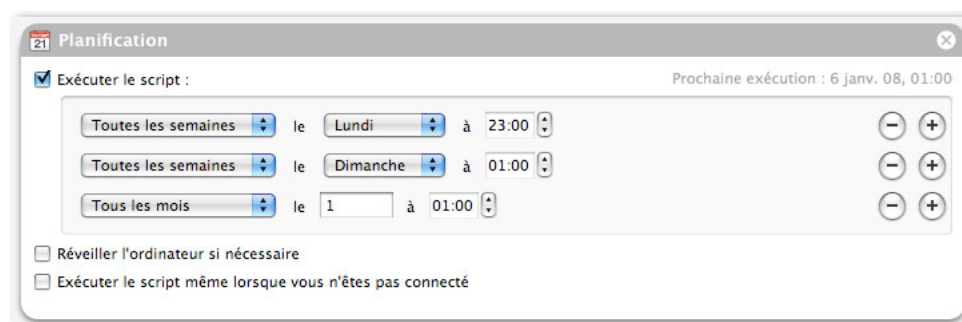 21 Planification
Exécuter le script : Prochaine exécution : 6 janv. 08, 01:00
Toutes les semaines le Lundi à 23:00
Toutes les semaines le Dimanche à 01:00
Tous les mois le 1 à 01:00
Réveiller l'ordinateur si nécessaire
Exécuter le script même lorsque vous n'êtes pas connecté